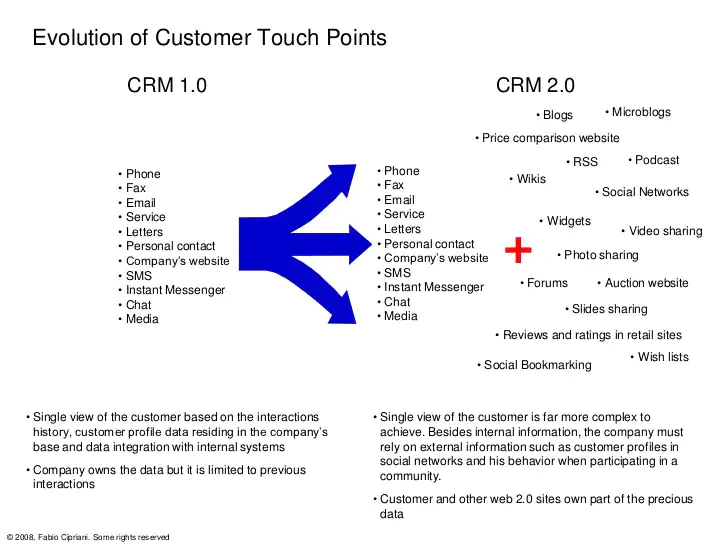 Evolution of Customer Touch Points
CRM 1.0
• Phone
• Fax
• Email
• Service
• Letters
• Personal contact
• Company's website
• SMS
• Instant Messenger
• Chat
• Media
CRM 2.0
• Phone
• Fax
• Email
• Service
• Letters
• Personal contact
• Company's website
• SMS
• Instant Messenger
• Chat
• Media
+
• Blogs
• Microblogs
• Price comparison website
• RSS
• Podcast
• Wikis
• Social Networks
• Widgets
• Video sharing
• Photo sharing
• Forums
• Auction website
• Slides sharing
• Reviews and ratings in retail sites
• Wish lists
• Social Bookmarking
• Single view of the customer based on the interactions
history, customer profile data residing in the company's
base and data integration with internal systems
• Company owns the data but it is limited to previous
interactions
• Single view of the customer is far more complex to
achieve. Besides internal information, the company must
rely on external information such as customer profiles in
social networks and his behavior when participating in a
community.
• Customer and other web 2.0 sites own part of the precious
data
© 2008, Fabio Cipriani. Some rights reserved